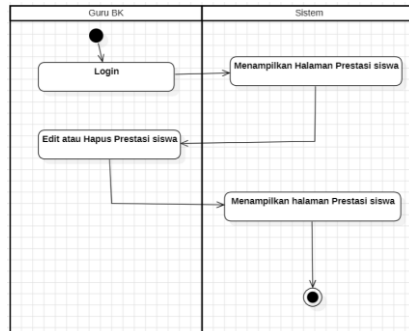 Guru BK
Sistem
Login
Menampilkan Halaman Prestasi siswa
Edit atau Hapus Prestasi siswa
Menampilkan halaman Prestasi siswa